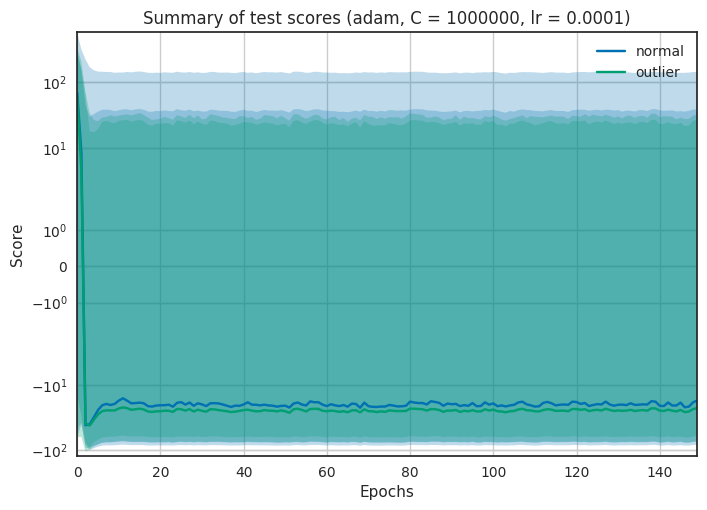 Summary of test scores (adam, C = 1000000, lr = 0.0001)
normal
outlier
Score
10²
10¹
10⁰
0
−10⁰
−10¹
−10²
0 20 40 60 80 100 120 140
Epochs